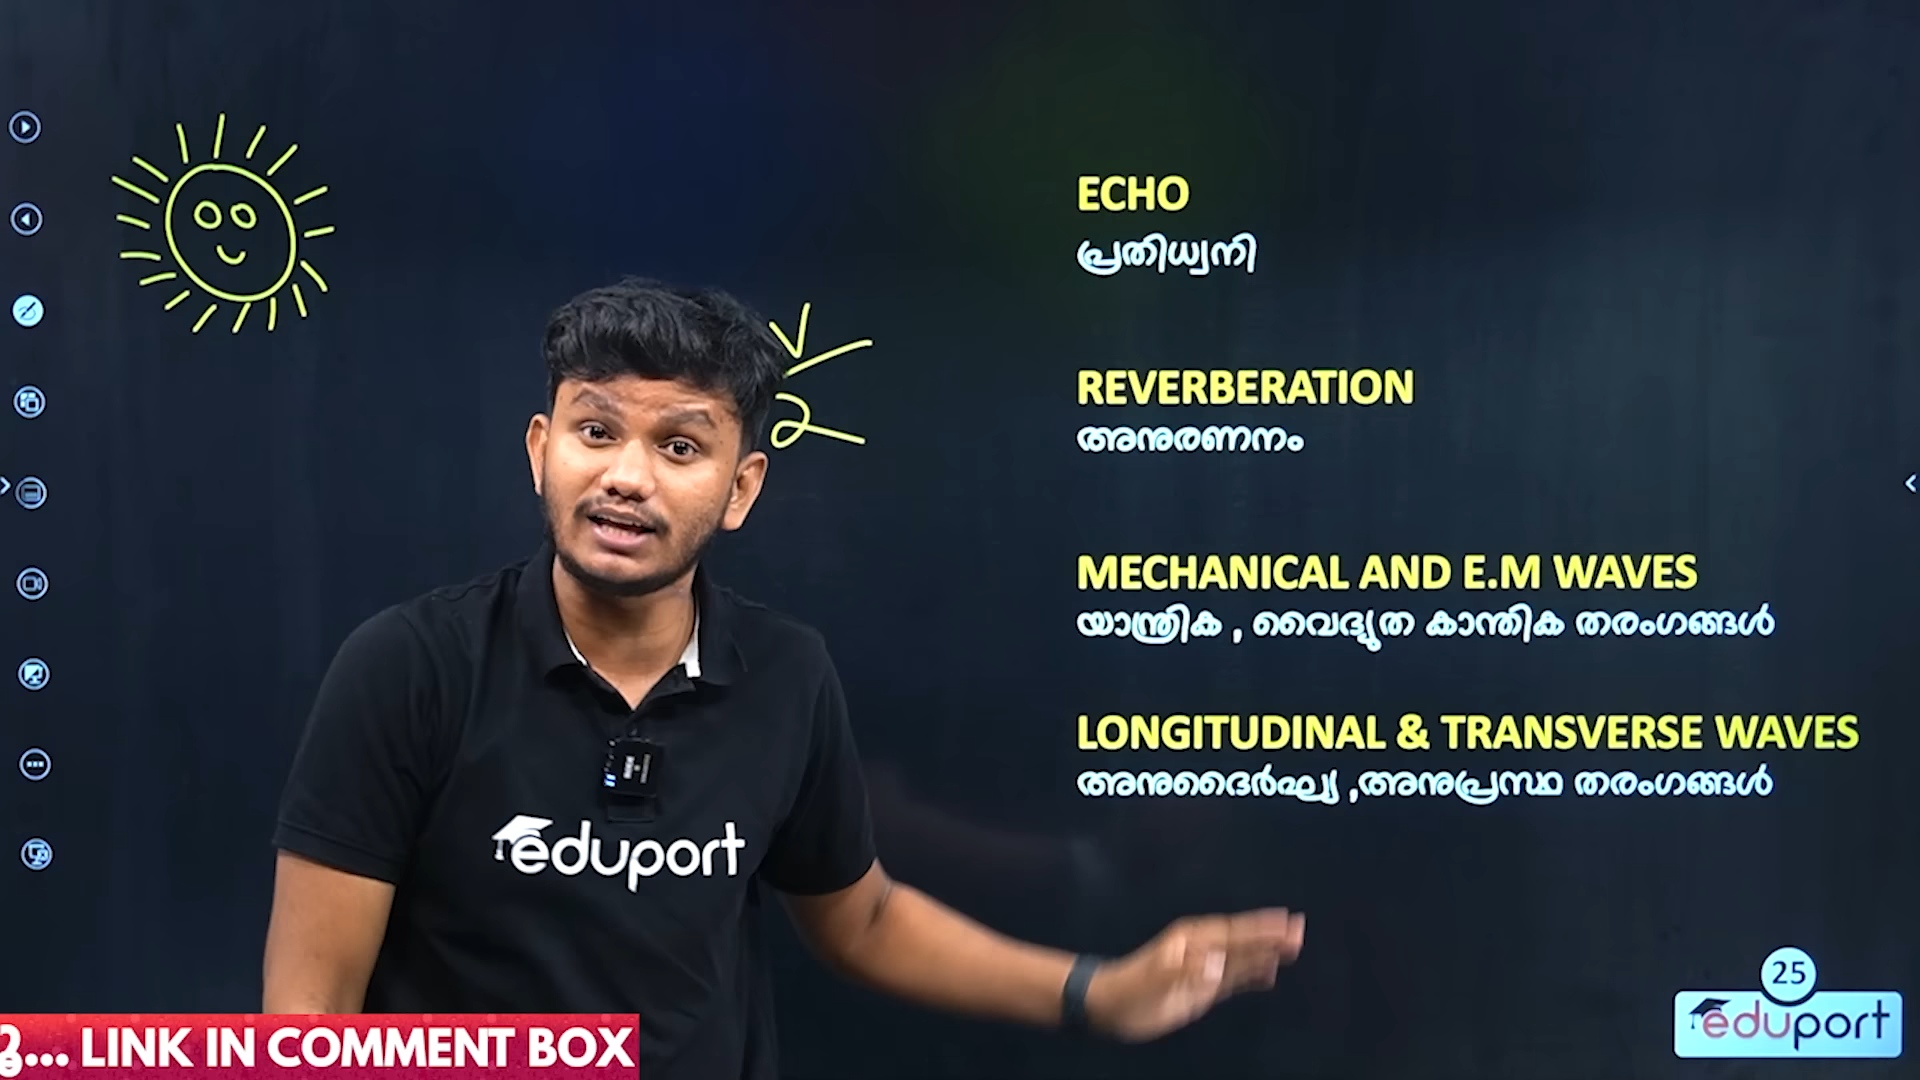 ECHO
പ്രതിധ്വനി
REVERBERATION
അനുരണനം
MECHANICAL AND E.M WAVES
യാന്ത്രിക , വൈദ്യുത കാന്തിക തരംഗങ്ങൾ
LONGITUDINAL & TRANSVERSE WAVES
അനുദൈർഘ്യ ,അനുപ്രസ്ഥ തരംഗങ്ങൾ
eduport
25
eduport
... LINK IN COMMENT BOX